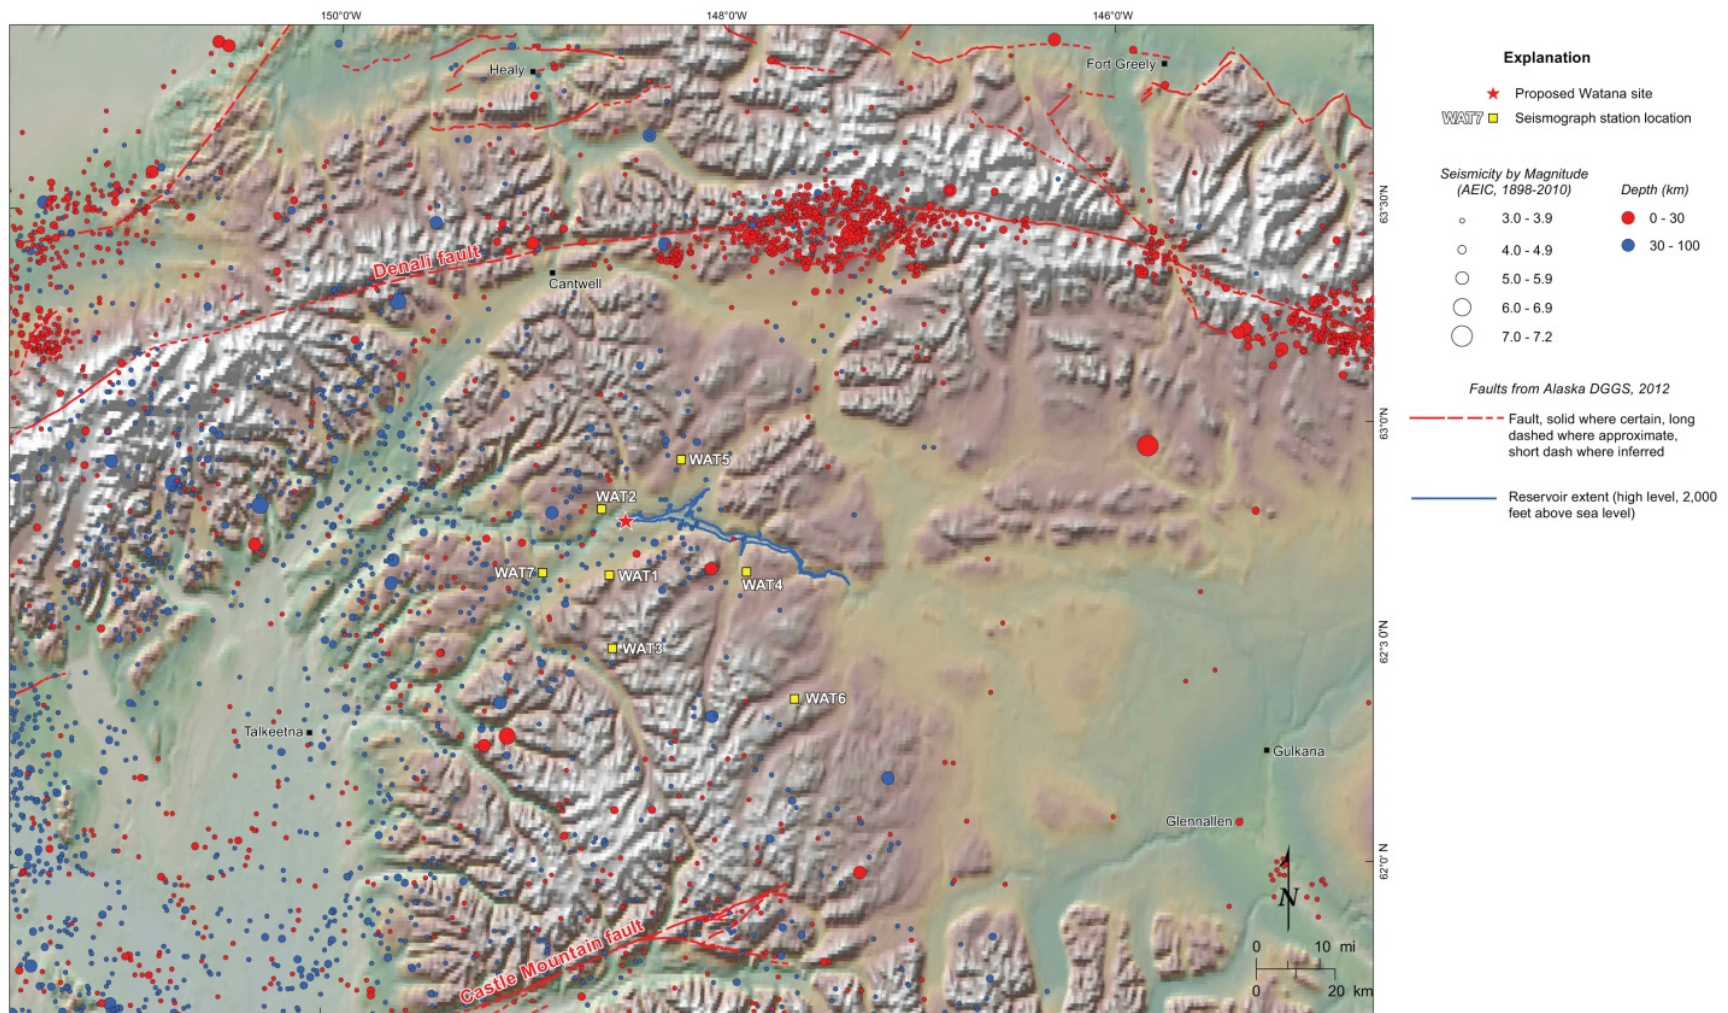 150°0'W
148°0'W
146°0'W
Healy
Fort Greely
63°30'N
Denali fault
Cantwell
63°0'N
WAT5
WAT2
WAT7
WAT1
WAT4
62°30'N
WAT3
WAT6
Talkeetna
Gulkana
Glennallen
62°0'N
N
Castle Mountain fault
0 10 mi
0 20 km
Explanation
Proposed Watana site
WAT7 Seismograph station location
Seismicity by Magnitude
(AEIC, 1898-2010)
3.0 - 3.9
4.0 - 4.9
5.0 - 5.9
6.0 - 6.9
7.0 - 7.2
Depth (km)
0 - 30
30 - 100
Faults from Alaska DGGS, 2012
Fault, solid where certain, long
dashed where approximate,
short dash where inferred
Reservoir extent (high level, 2,000
feet above sea level)